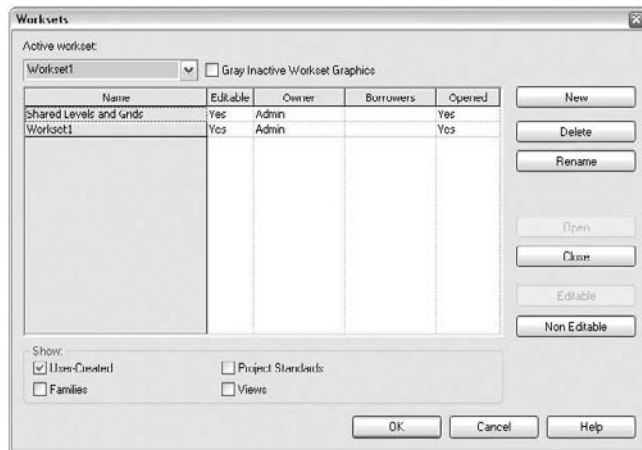 Worksets
Active workset:
Workset1
Gray Inactive Workset Graphics
Name Editable Owner Borrowers Opened
Shared Levels and Grids Yes Admin Yes
Workset1 Yes Admin Yes
New
Delete
Rename
Open
Close
Editable
Non Editable
Show:
User-Created
Project Standards
Families
Views
OK
Cancel
Help